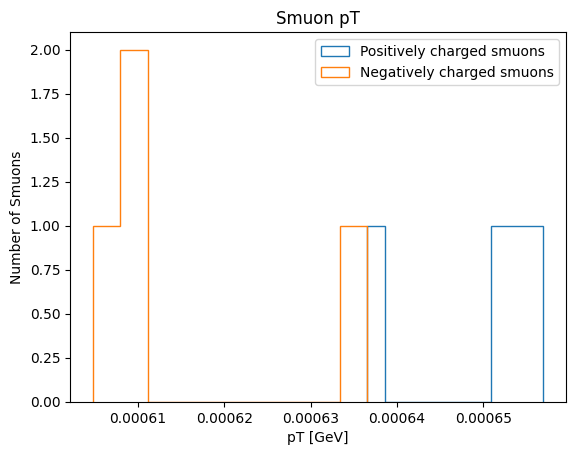 Smuon pT
Positively charged smuons
Negatively charged smuons
2.00
1.75
1.50
1.25
1.00
0.75
0.50
0.25
0.00
Number of Smuons
0.00061 0.00062 0.00063 0.00064 0.00065
pT [GeV]